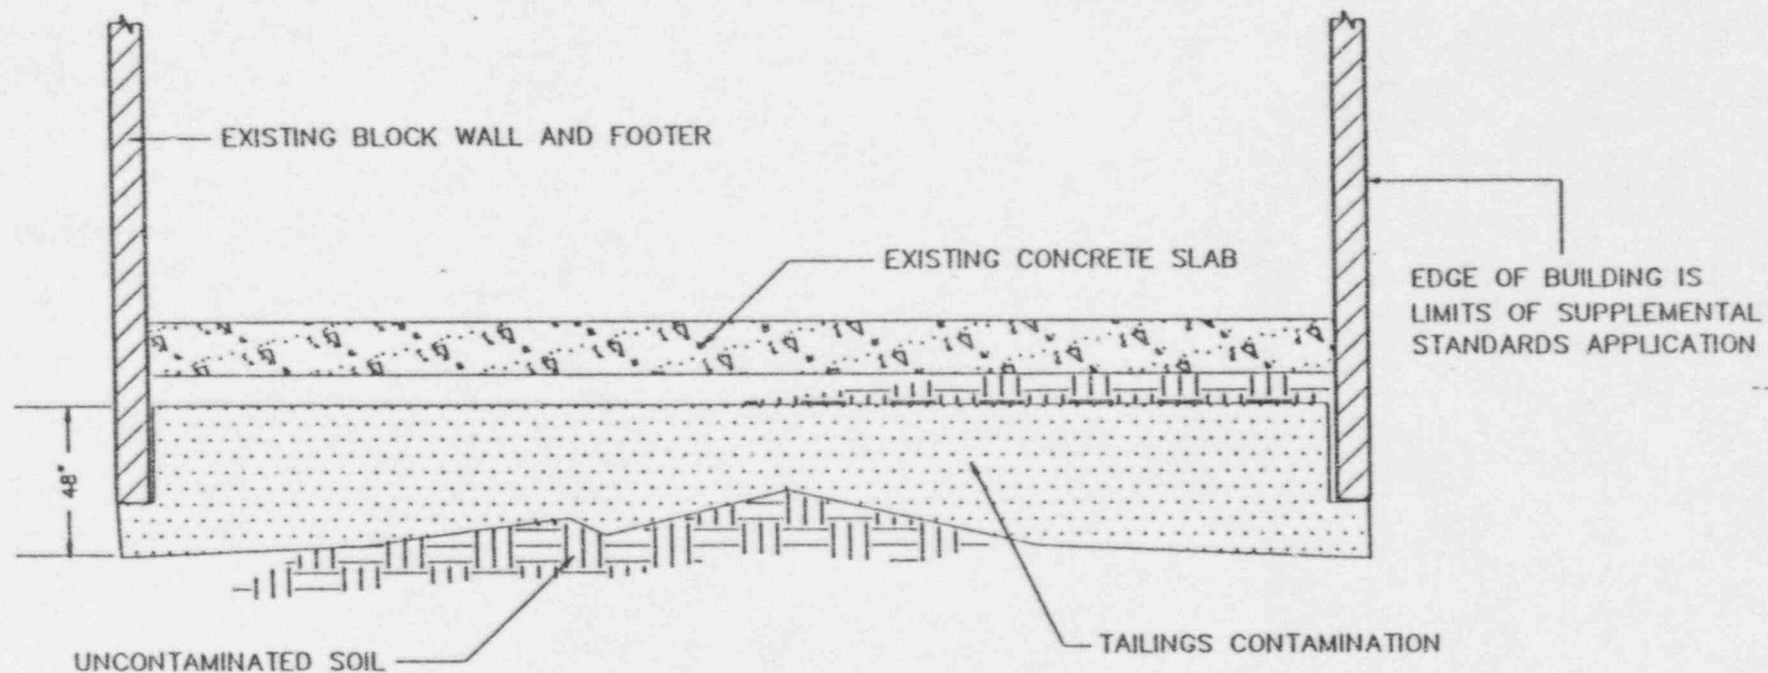 EXISTING BLOCK WALL AND FOOTER
EXISTING CONCRETE SLAB
EDGE OF BUILDING IS
LIMITS OF SUPPLEMENTAL
STANDARDS APPLICATION
48"
TAILINGS CONTAMINATION
UNCONTAMINATED SOIL